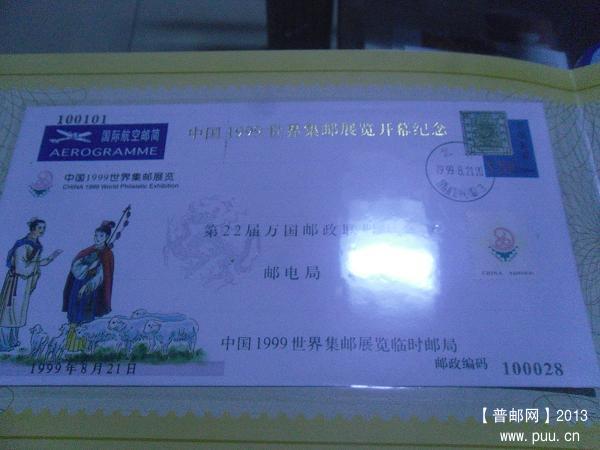 100101
国际航空邮简
AEROGRAMME
中国1999世界集邮展览开幕纪念
中国1999世界集邮展览
CHINA 1999 World Philatelic Exhibition
1999.8.21.20
第22届万国邮政联
邮电局
CHINA
中国1999世界集邮展览临时邮局
1999年8月21日
邮政编码 100028
【普邮网】2013
www.puu.cn